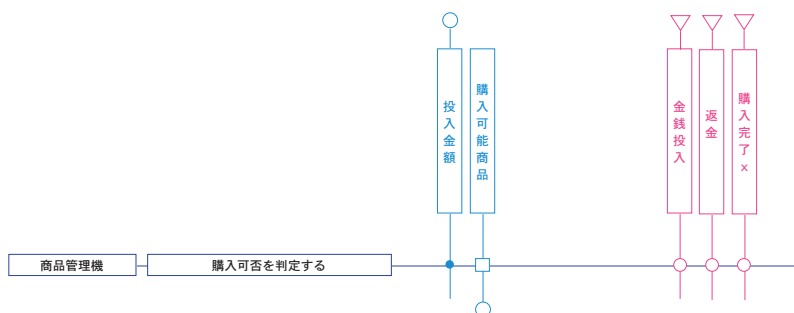 投入金額
購入可能商品
金銭投入
返金
購入完了x
商品管理機
購入可否を判定する